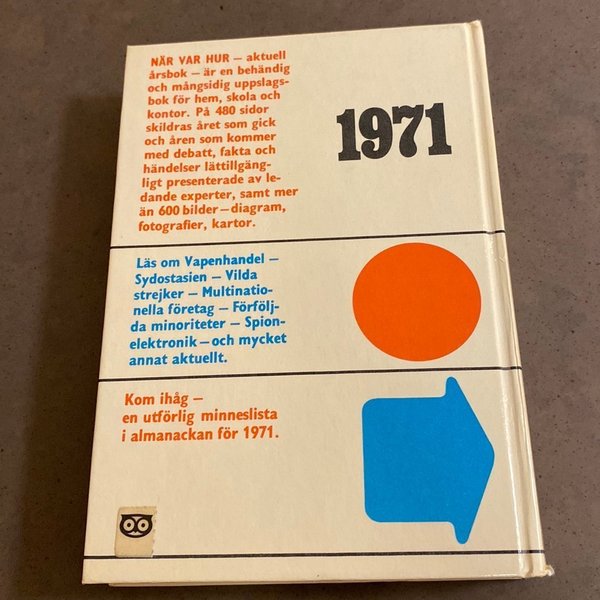 NÄR VAR HUR – aktuell
årsbok – är en behändig
och mångsidig uppslags-
bok för hem, skola och
kontor. På 480 sidor
skildras året som gick
och åren som kommer
med debatt, fakta och
händelser lättillgäng-
ligt presenterade av le-
dande experter, samt mer
än 600 bilder – diagram,
fotografier, kartor.
1971
Läs om Vapenhandel –
Sydostasien – Vilda
strejker – Multinatio-
nella företag – Förfölj-
da minoriteter – Spion-
elektronik – och mycket
annat aktuellt.
Kom ihåg –
en utförlig minneslista
i almanackan för 1971.